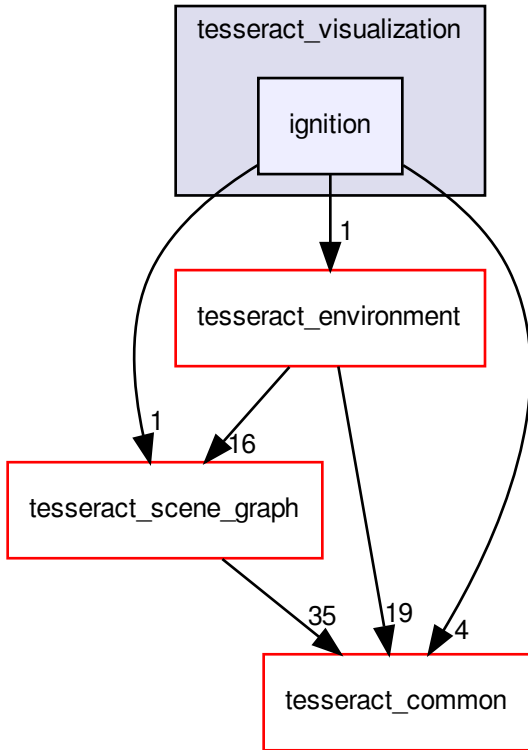 tesseract_visualization
ignition
1
tesseract_environment
1
16
tesseract_scene_graph
35
19
4
tesseract_common